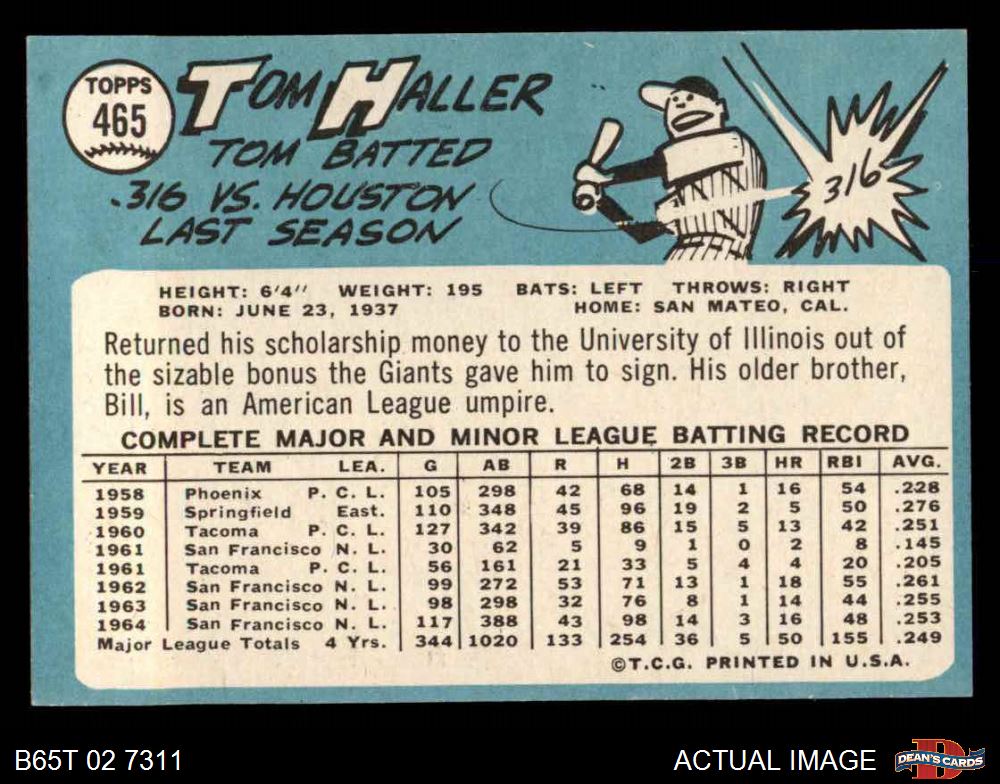 TOPPS
465
TOM HALLER
TOM BATTED
.316 VS. HOUSTON
LAST SEASON
316
HEIGHT: 6'4" WEIGHT: 195 BATS: LEFT THROWS: RIGHT
BORN: JUNE 23, 1937 HOME: SAN MATEO, CAL.
Returned his scholarship money to the University of Illinois out of
the sizable bonus the Giants gave him to sign. His older brother,
Bill, is an American League umpire.
COMPLETE MAJOR AND MINOR LEAGUE BATTING RECORD
YEAR TEAM LEA. G AB R H 2B 3B HR RBI AVG.
1958 Phoenix P. C. L. 105 298 42 68 14 1 16 54 .228
1959 Springfield East. 110 348 45 96 19 2 5 50 .276
1960 Tacoma P. C. L. 127 342 39 86 15 5 13 42 .251
1961 San Francisco N. L. 30 62 5 9 1 0 2 8 .145
1961 Tacoma P. C. L. 56 161 21 33 5 4 4 20 .205
1962 San Francisco N. L. 99 272 53 71 13 1 18 55 .261
1963 San Francisco N. L. 98 298 32 76 8 1 14 44 .255
1964 San Francisco N. L. 117 388 43 98 14 3 16 48 .253
Major League Totals 4 Yrs. 344 1020 133 254 36 5 50 155 .249
©T.C.G. PRINTED IN U.S.A.
B65T 02 7311 ACTUAL IMAGE DEAN'S CARDS